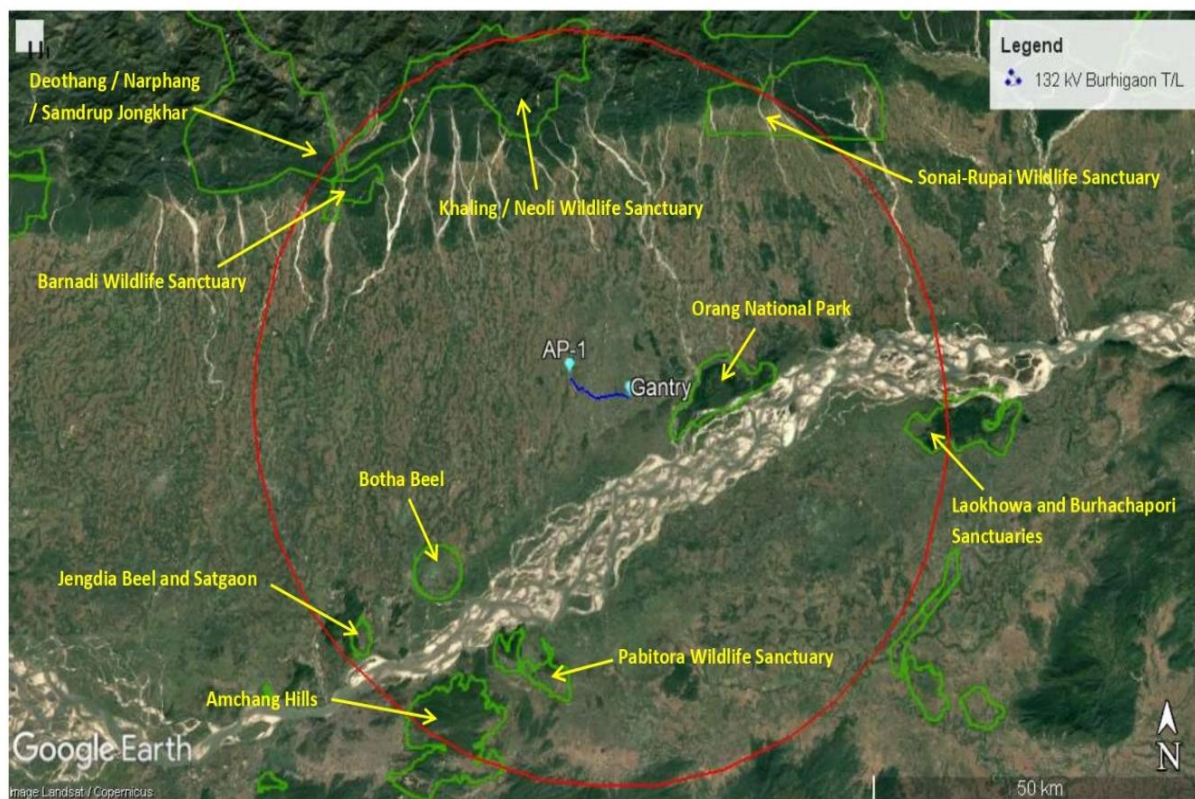 Legend
132 kV Burhigaon T/L
Deothang / Narphang
/ Samdrup Jongkhar
Sonai-Rupai Wildlife Sanctuary
Khaling / Neoli Wildlife Sanctuary
Barnadi Wildlife Sanctuary
Orang National Park
AP-1
Gantry
Botha Beel
Laokhowa and Burhachapori
Sanctuaries
Jengdia Beel and Satgaon
Pabitora Wildlife Sanctuary
Amchang Hills
N
Google Earth
50 km
Image Landsat / Copernicus